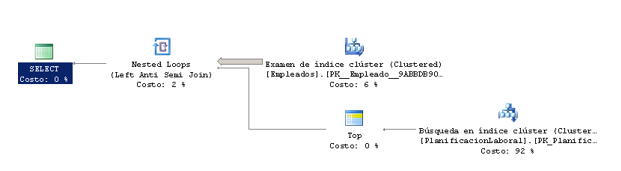 SELECT
Costo: 0 %
Nested Loops
(Left Anti Semi Join)
Costo: 2 %
Examen de índice clúster (Clustered)
[Empleados].[PK__Empleado__9ABBDB90…
Costo: 6 %
Top
Costo: 0 %
Búsqueda en índice clúster (Cluster…
[PlanificacionLaboral].[PK_Planific…
Costo: 92 %